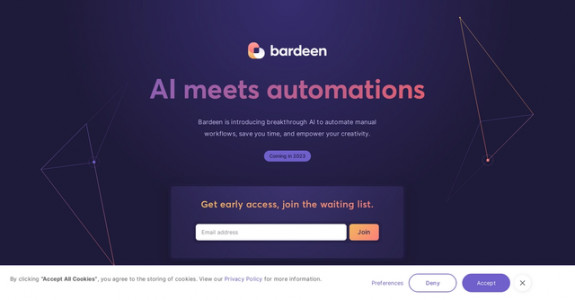 bardeen
AI meets automations
Bardeen is introducing breakthrough AI to automate manual
workflows, save you time, and empower your creativity.
Coming in 2023
Get early access, join the waiting list.
Email address
Join
By clicking "Accept All Cookies", you agree to the storing of cookies. View our Privacy Policy for more information.
Preferences
Deny
Accept